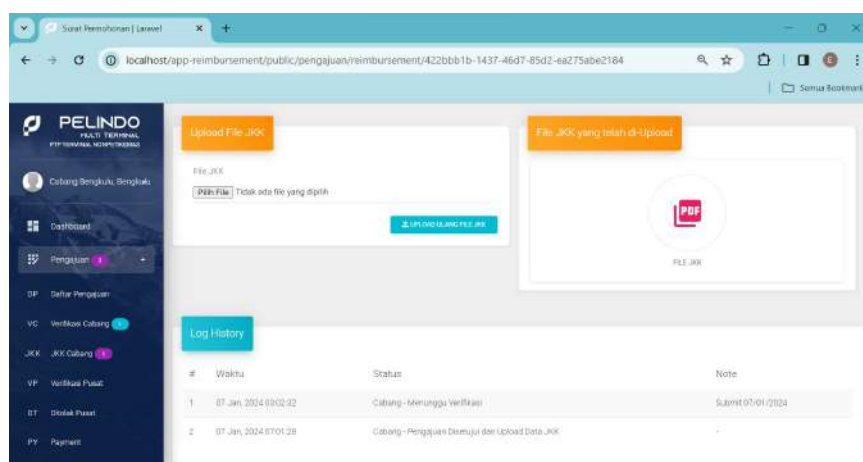 Surat Permohonan | Laravel
localhost/app-reimbursement/public/pengajuan/reimbursement/422bbb1b-1437-46d7-85d2-ea275abe2184
Semua Bookmark
PELINDO
MULTI TERMINAL
Cabang Bengkulu, Bengkulu
Dashboard
Pengajuan
DP Daftar Pengajuan
VC Verifikasi Cabang
JKK JKK Cabang
VP Verifikasi Pusat
DT Ditolak Pusat
PY Payment
Upload File JKK
File JKK
Pilih File Tidak ada file yang dipilih
UPLOAD ULANG FILE JKK
File JKK yang telah di-Upload
PDF
FILE JKK
Log History
# Waktu Status Note
1 07 Jan, 2024 Cabang - Menunggu Verifikasi Submit 07/01/2024
2 07 Jan, 2024 07:01:28 Cabang - Pengajuan Disetujui dan Upload Data JKK -